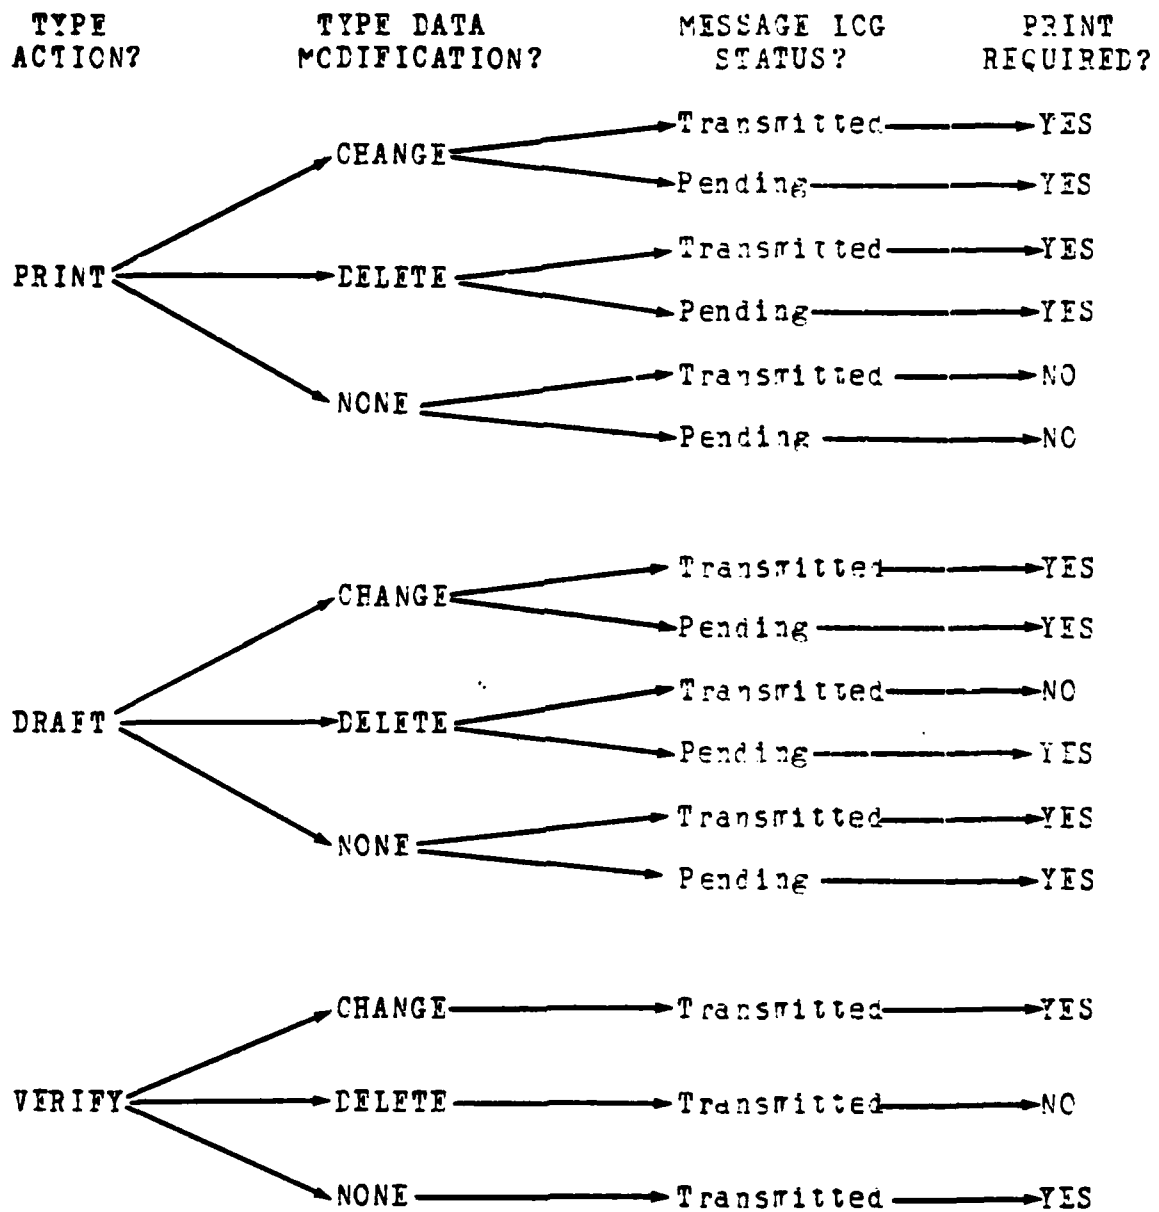 TYPE TYPE DATA MESSAGE LOG PRINT
ACTION? MODIFICATION? STATUS? REQUIRED?
Transmitted YES
CHANGE
Pending YES
Transmitted YES
PRINT DELETE
Pending YES
Transmitted NO
NONE
Pending NO
Transmitted YES
CHANGE
Pending YES
Transmitted NO
DRAFT DELETE
Pending YES
Transmitted YES
NONE
Pending YES
CHANGE Transmitted YES
VERIFY DELETE Transmitted NO
NONE Transmitted YES